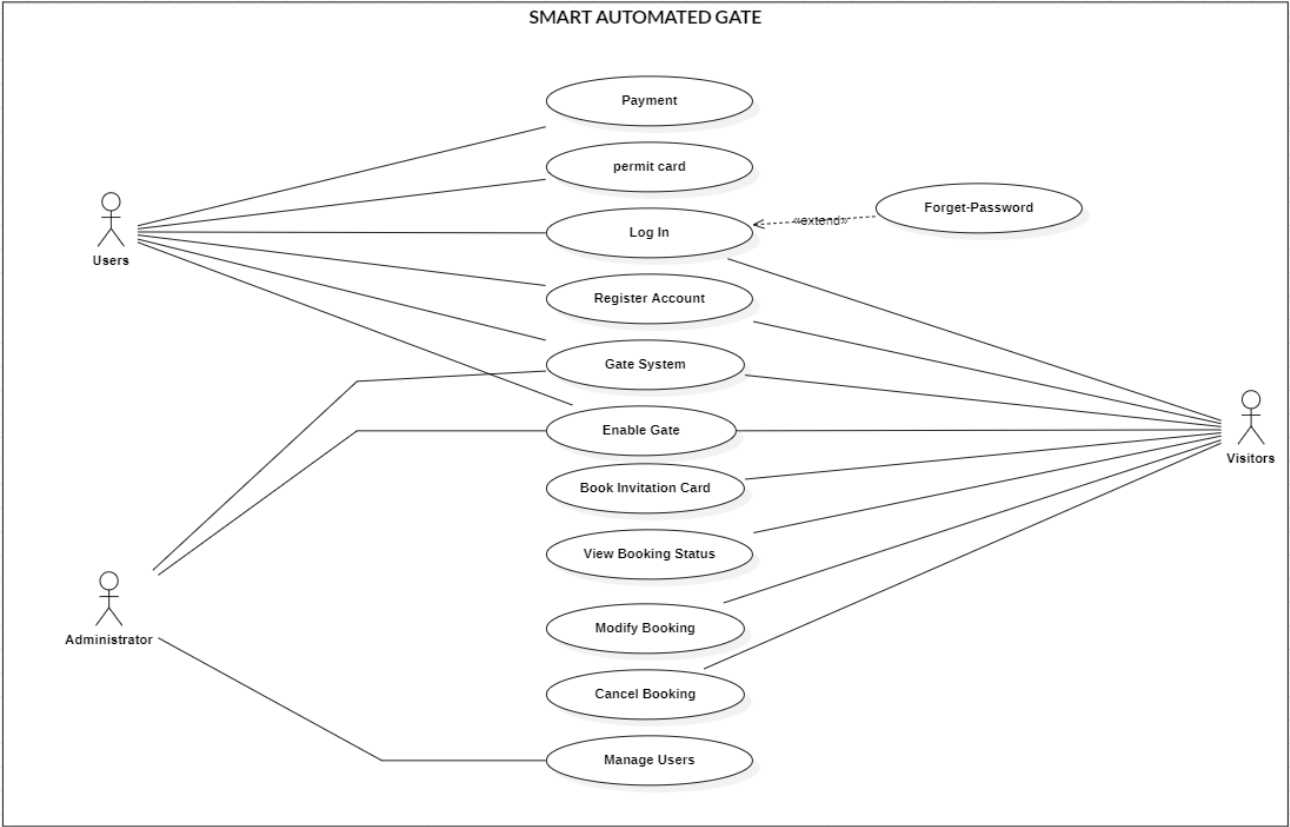 SMART AUTOMATED GATE
Payment
permit card
Forget-Password
«extend»
Log In
Users
Register Account
Gate System
Enable Gate
Visitors
Book Invitation Card
View Booking Status
Modify Booking
Administrator
Cancel Booking
Manage Users